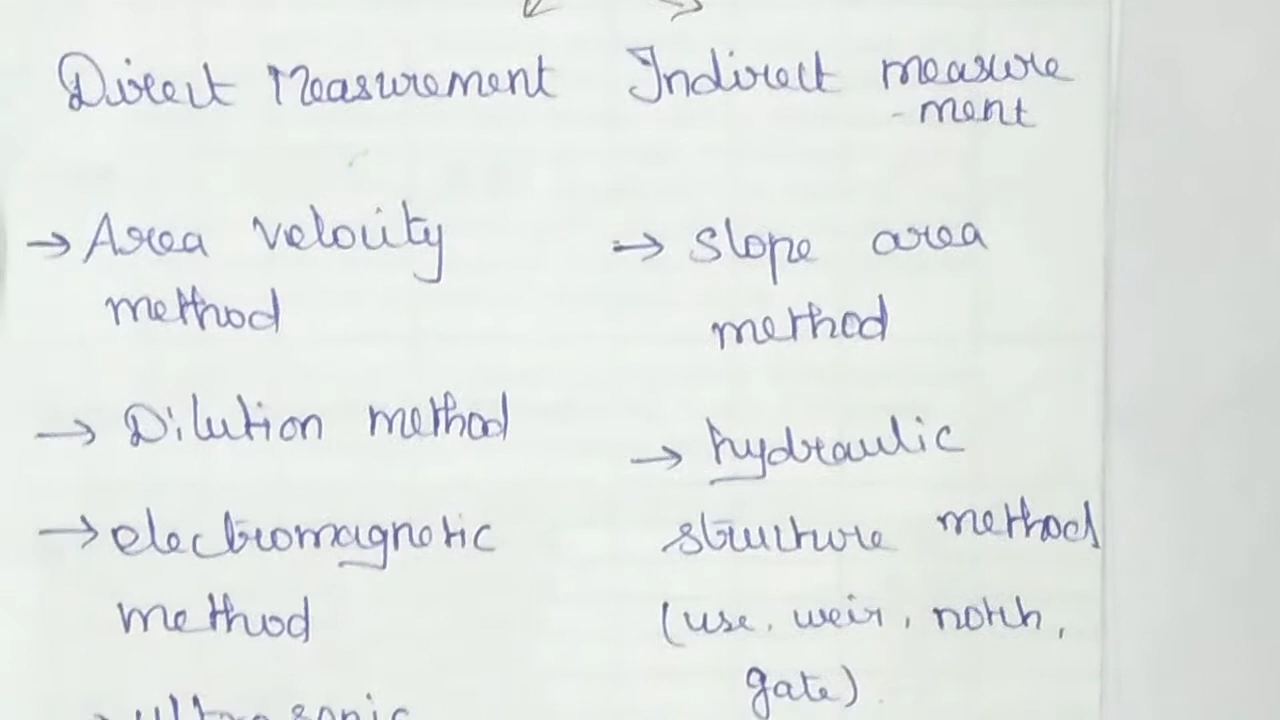 Direct Measurement
→ Area velocity
method
→ Dilution method
→ electromagnetic
method
→ ultrasonic
Indirect measure
- ment
→ slope area
method
→ hydraulic
structure method
(use, weir, notch,
gate)